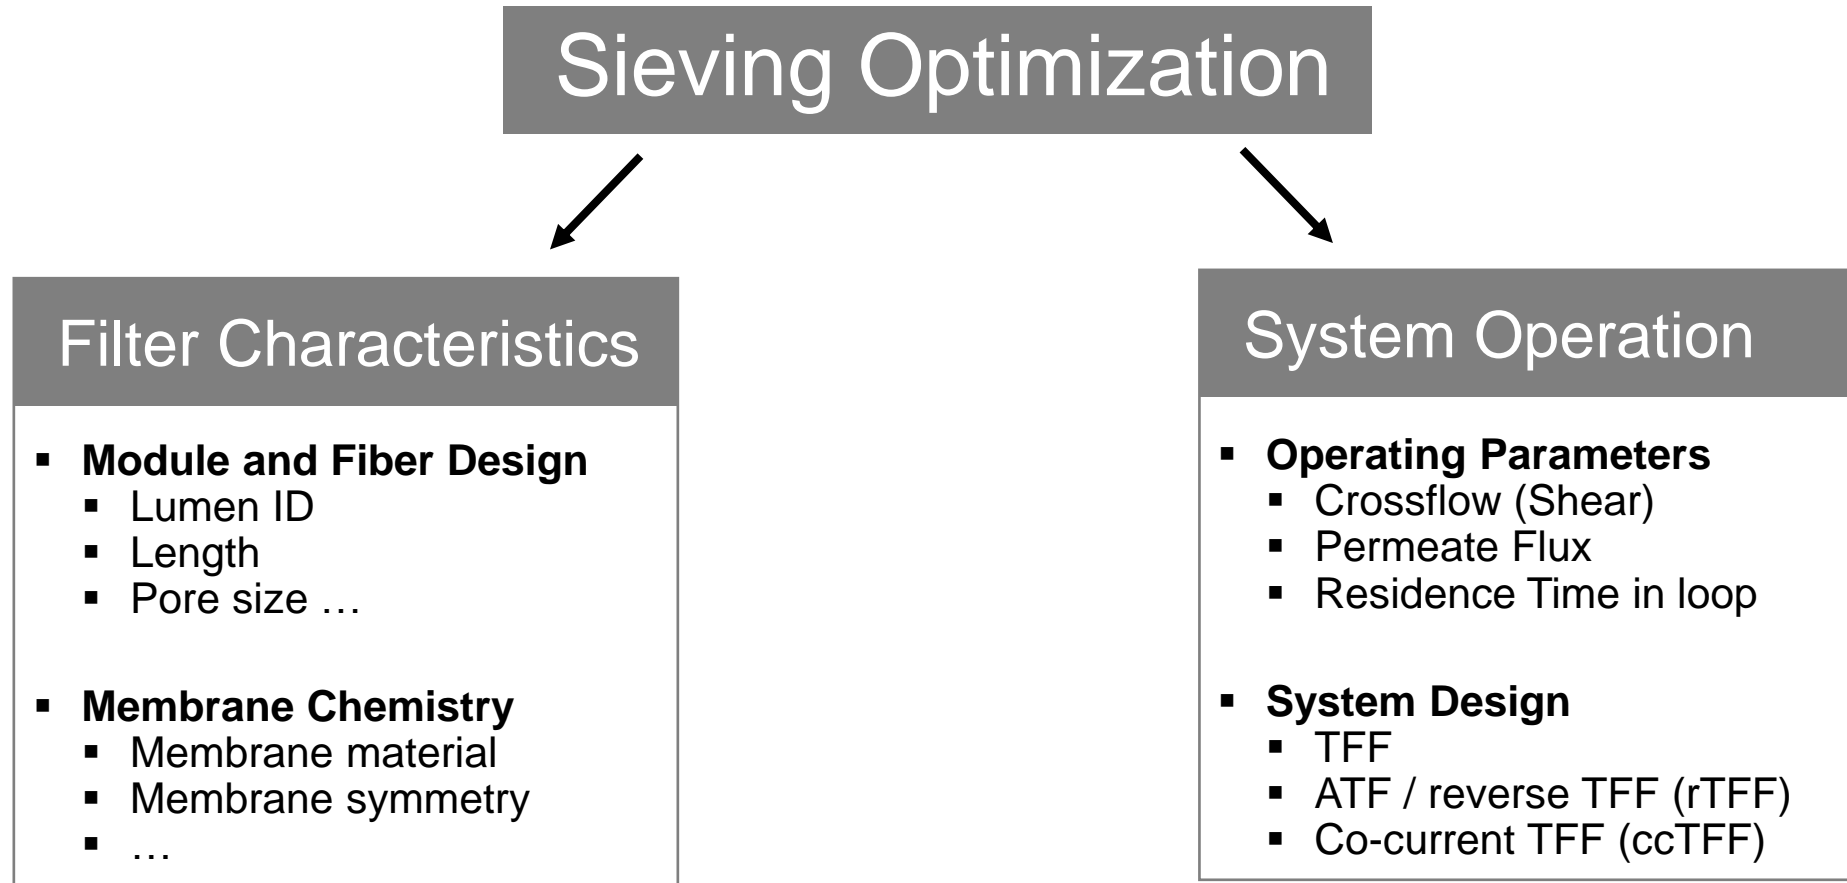 Sieving Optimization
Filter Characteristics
▪ Module and Fiber Design
▪ Lumen ID
▪ Length
▪ Pore size …
▪ Membrane Chemistry
▪ Membrane material
▪ Membrane symmetry
▪ …
System Operation
▪ Operating Parameters
▪ Crossflow (Shear)
▪ Permeate Flux
▪ Residence Time in loop
▪ System Design
▪ TFF
▪ ATF / reverse TFF (rTFF)
▪ Co-current TFF (ccTFF)